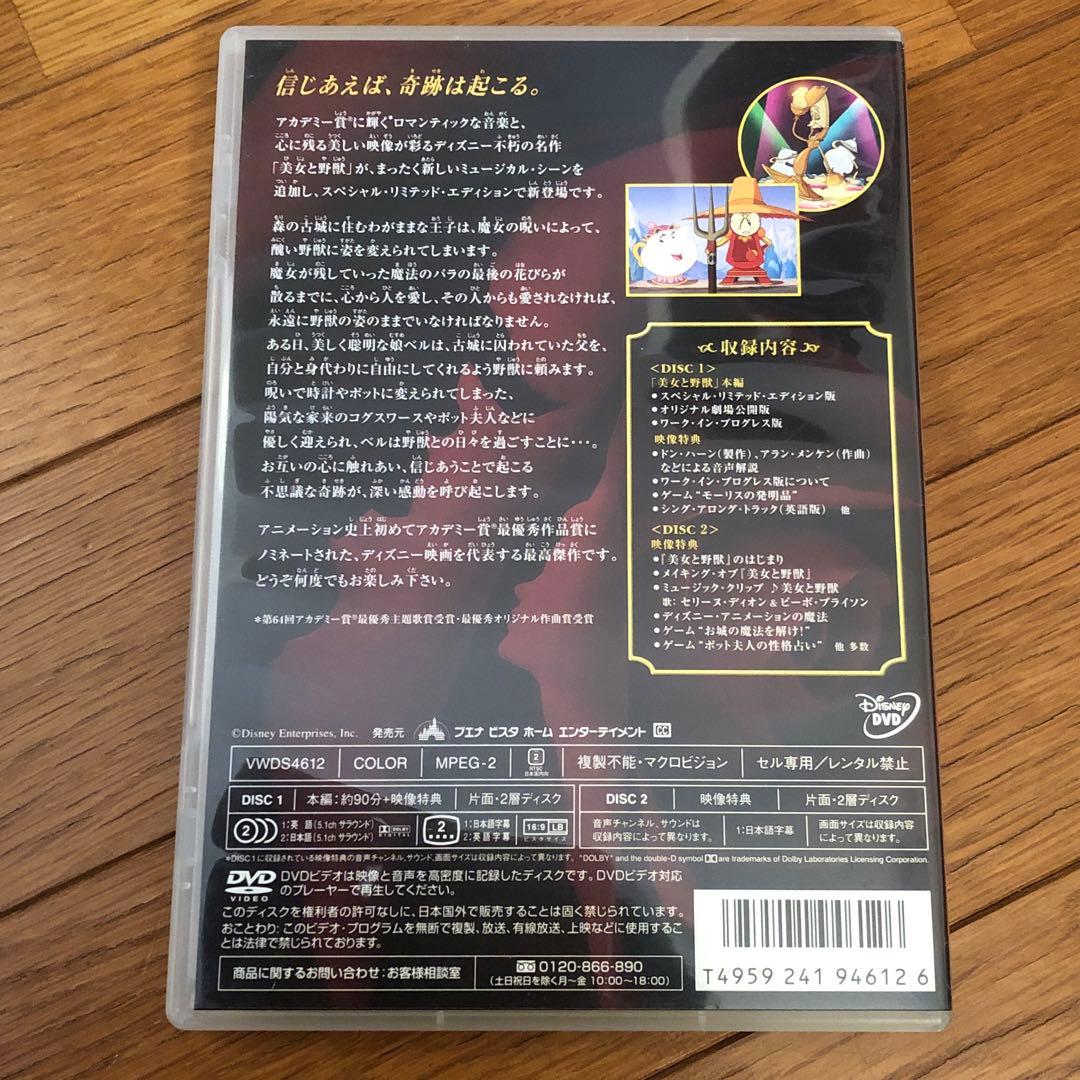 信じあえば、奇跡は起こる。
アカデミー賞®に輝くロマンティックな音楽と、
心に残る美しい映像が彩るディズニー不朽の名作
「美女と野獣」が、まったく新しいミュージカル・シーンを
追加し、スペシャル・リミテッド・エディションで新登場です。
森の古城に住むわがままな王子は、魔女の呪いによって、
醜い野獣に姿を変えられてしまいます。
魔女が残していった魔法のバラの最後の花びらが
散るまでに、心から人を愛し、その人からも愛されなければ、
永遠に野獣の姿のままでいなければなりません。
ある日、美しく聡明な娘ベルは、古城に囚われていた父を、
自分と身代わりに自由にしてくれるよう野獣に頼みます。
呪いで時計やポットに変えられてしまった、
陽気な家来のコグスワースやポット夫人などに
優しく迎えられ、ベルは野獣との日々を過ごすことに・・・。
お互いの心に触れあい、信じあうことで起こる
不思議な奇跡が、深い感動を呼び起こします。
アニメーション史上初めてアカデミー賞®最優秀作品賞に
ノミネートされた、ディズニー映画を代表する最高傑作です。
どうぞ何度でもお楽しみ下さい。
*第64回アカデミー賞®最優秀主題歌賞受賞・最優秀オリジナル作曲賞受賞
収録内容
<DISC 1>
「美女と野獣」本編
●スペシャル・リミテッド・エディション版
●オリジナル劇場公開版
●ワーク・イン・プログレス版
映像特典
●ドン・ハーン(製作)、アラン・メンケン(作曲)
などによる音声解説
●ワーク・イン・プログレス版について
●ゲーム“モーリスの発明品”
●シング・アロング・トラック(英語版) 他
<DISC 2>
映像特典
●「美女と野獣」のはじまり
●メイキング・オブ「美女と野獣」
●ミュージック・クリップ ♪美女と野獣
歌:セリーヌ・ディオン&ピーボ・ブライソン
●ディズニー・アニメーションの魔法
●ゲーム“お城の魔法を解け!”
●ゲーム“ポット夫人の性格占い” 他 多数
Disney DVD
©Disney Enterprises, Inc. 発売元 ブエナ ビスタ ホーム エンターテイメント CC
VWDS4612 COLOR MPEG-2 2 NTSC 日本国内向 複製不能・マクロビジョン セル専用/レンタル禁止
DISC 1 本編:約90分+映像特典 片面・2層ディスク
2 1:英語(5.1ch サラウンド) 2:日本語(5.1ch サラウンド) DOLBY DIGITAL 2 1:日本語字幕 2:英語字幕 16:9 LB ビスタサイズ
DISC 2 映像特典 片面・2層ディスク
音声チャンネル、サウンドは収録内容によって異なります。 1:日本語字幕 画面サイズは収録内容によって異なります。
*DISC1に収録されている映像特典の音声チャンネル、サウンド、画面サイズは収録内容によって異なります。 "DOLBY" and the double-D symbol are trademarks of Dolby Laboratories Licensing Corporation.
DVD VIDEO
DVDビデオは映像と音声を高密度に記録したディスクです。DVDビデオ対応
のプレーヤーで再生してください。
このディスクを権利者の許可なしに、日本国外で販売することは固く禁じられています。
おことわり:このビデオ・プログラムを無断で複製、放送、有線放送、上映などに使用するこ
とは法律で禁じられております。
商品に関するお問い合わせ:お客様相談室 0120-866-890
(土日祝日を除く月〜金 10:00〜18:00)
T4959 241 94612 6